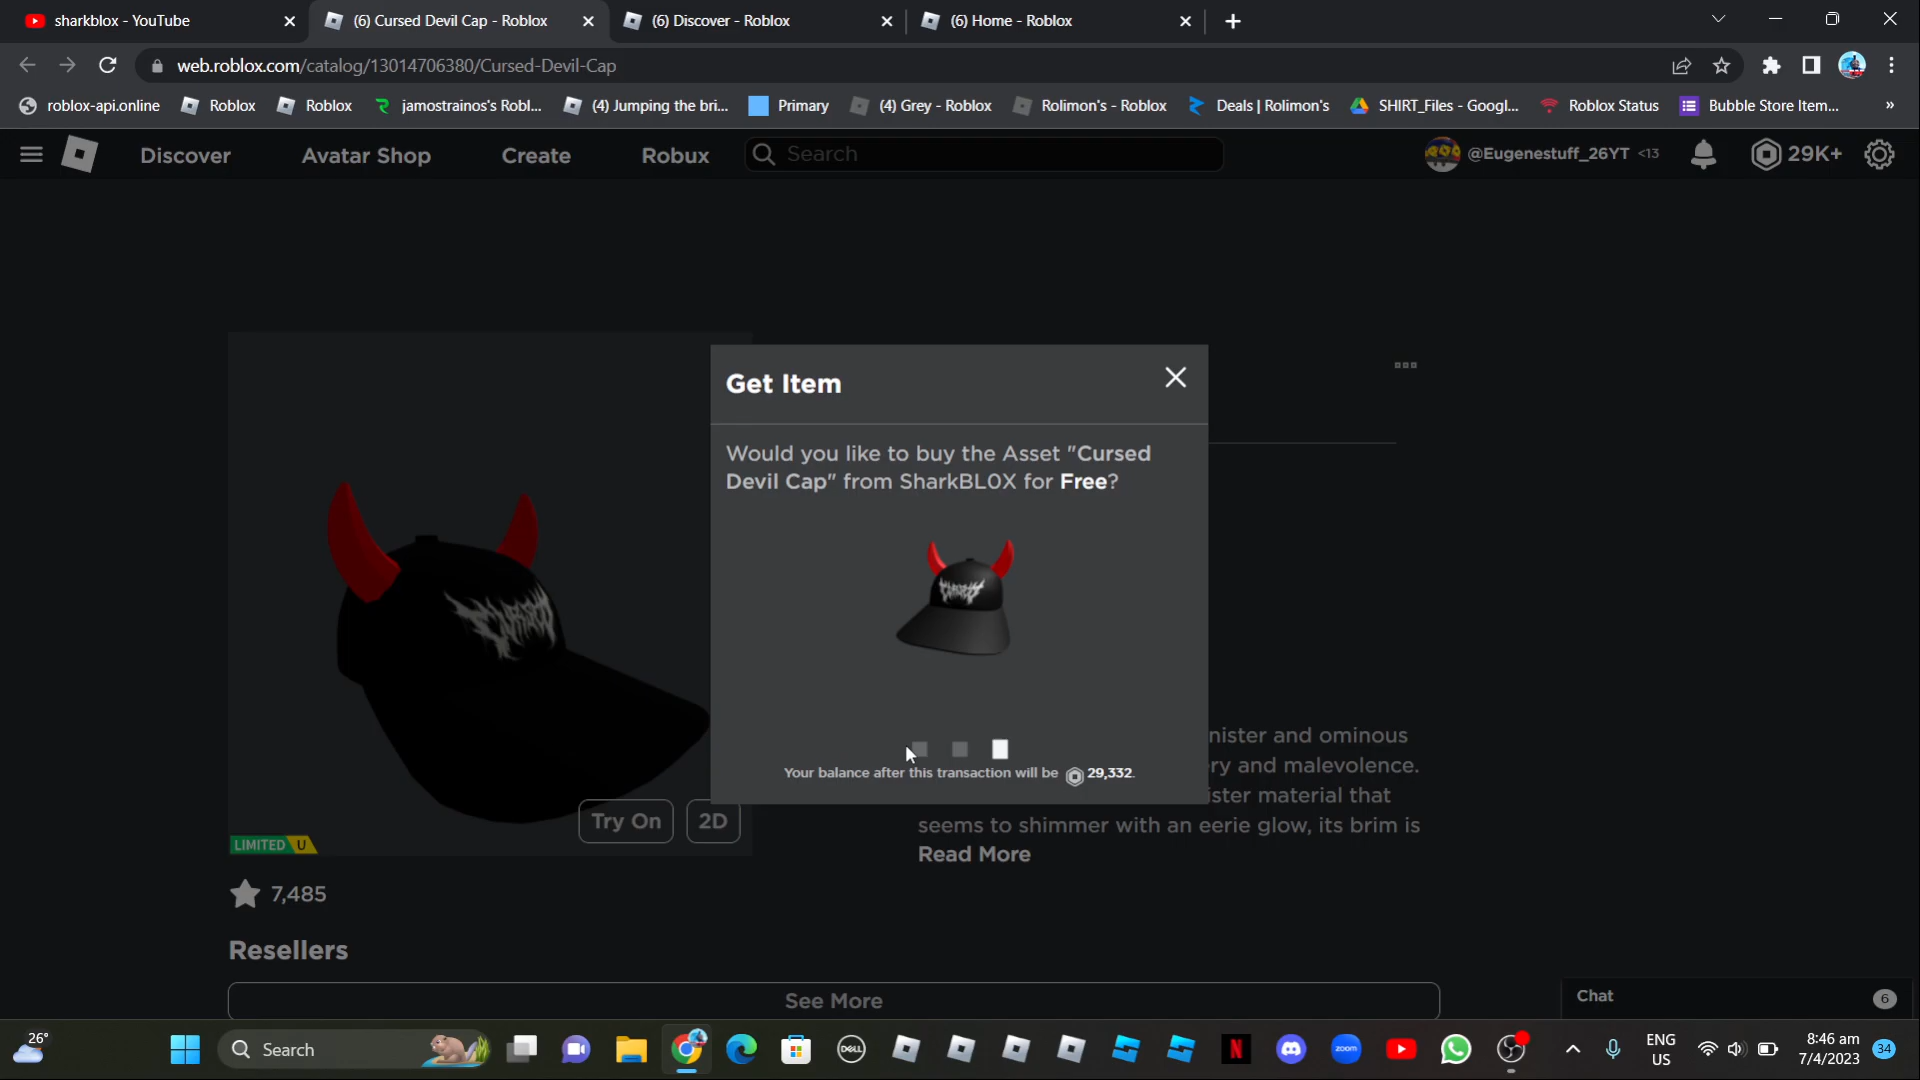 sharkblox - YouTube
(6) Cursed Devil Cap - Roblox
(6) Discover - Roblox
(6) Home - Roblox
web.roblox.com/catalog/13014706380/Cursed-Devil-Cap
roblox-api.online
Roblox
Roblox
jamostrainos's Robl...
(4) Jumping the bri...
Primary
(4) Grey - Roblox
Rolimon's - Roblox
Deals | Rolimon's
SHIRT_Files - Googl...
Roblox Status
Bubble Store Item...
»
Discover
Avatar Shop
Create
Robux
Search
@Eugenestuff_26YT <13
29K+
Get Item
Would you like to buy the Asset "Cursed
Devil Cap" from SharkBL0X for Free?
Your balance after this transaction will be 29,332.
nister and ominous
ry and malevolence.
ister material that
seems to shimmer with an eerie glow, its brim is
Read More
Try On
2D
LIMITED U
7,485
Resellers
See More
Chat
6
26°
Search
DELL
N
zoom
ENG
US
8:46 am
7/4/2023
34